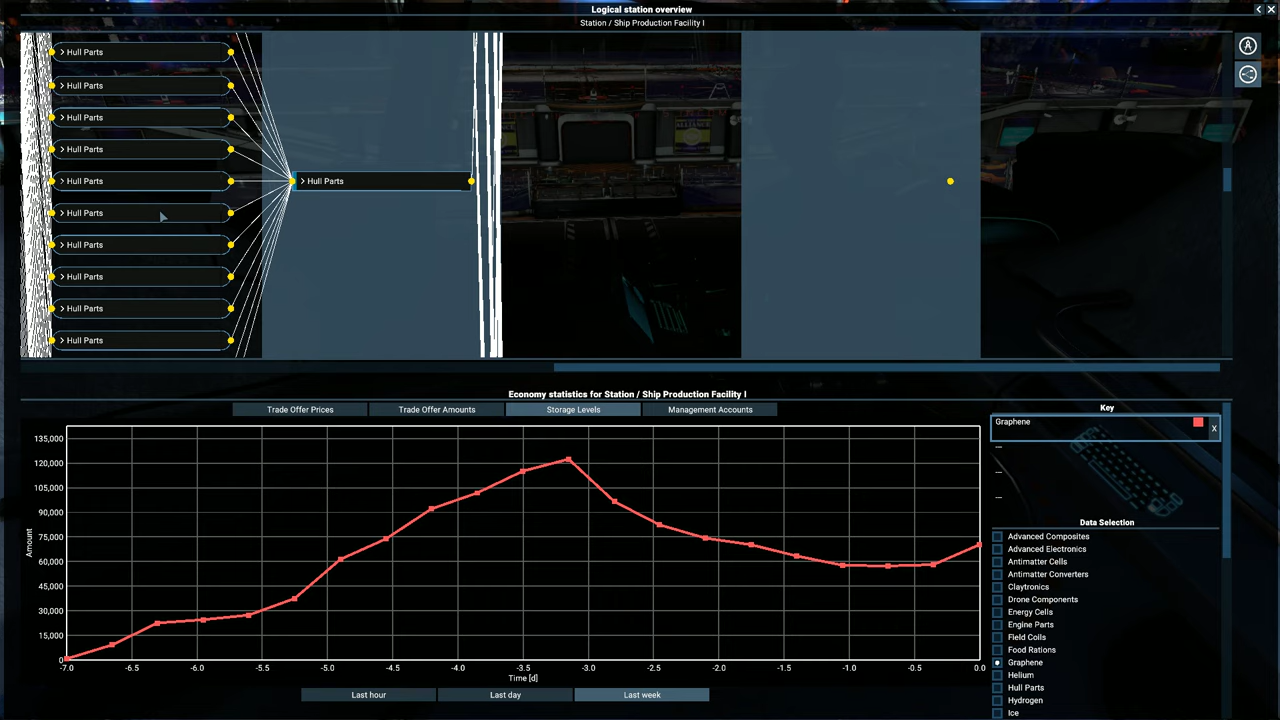 Logical station overview
Station / Ship Production Facility I
Hull Parts
Hull Parts
Hull Parts
Hull Parts
Hull Parts
Hull Parts
Hull Parts
Hull Parts
Hull Parts
Hull Parts
Hull Parts
ALLIANCE
Economy statistics for Station / Ship Production Facility I
Trade Offer Prices
Trade Offer Amounts
Storage Levels
Management Accounts
135,000
120,000
105,000
90,000
75,000
60,000
45,000
30,000
15,000
0
Amount
-7.0
-6.5
-6.0
-5.5
-5.0
-4.5
-4.0
-3.5
-3.0
-2.5
-2.0
-1.5
-1.0
-0.5
0.0
Time [d]
Last hour
Last day
Last week
Key
Graphene
X
---
---
---
Data Selection
Advanced Composites
Advanced Electronics
Antimatter Cells
Antimatter Converters
Claytronics
Drone Components
Energy Cells
Engine Parts
Field Coils
Food Rations
Graphene
Helium
Hull Parts
Hydrogen
Ice